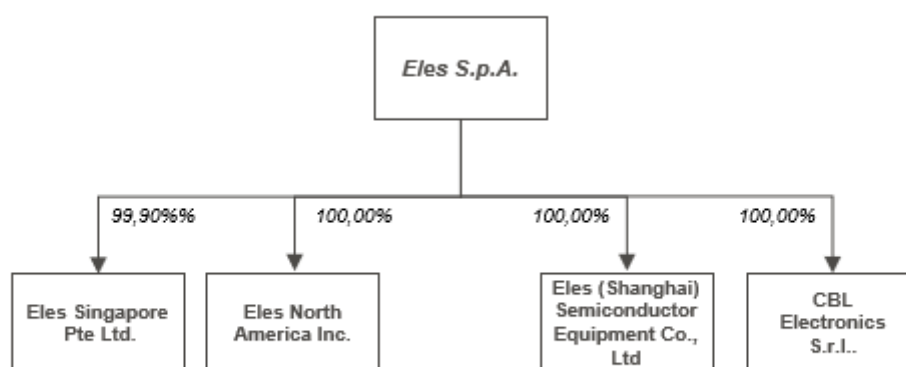 Eles S.p.A.
99,90%%
100,00%
100,00%
100,00%
Eles Singapore
Pte Ltd.
Eles North
America Inc.
Eles (Shanghai)
Semiconductor
Equipment Co.,
Ltd
CBL
Electronics
S.r.l..